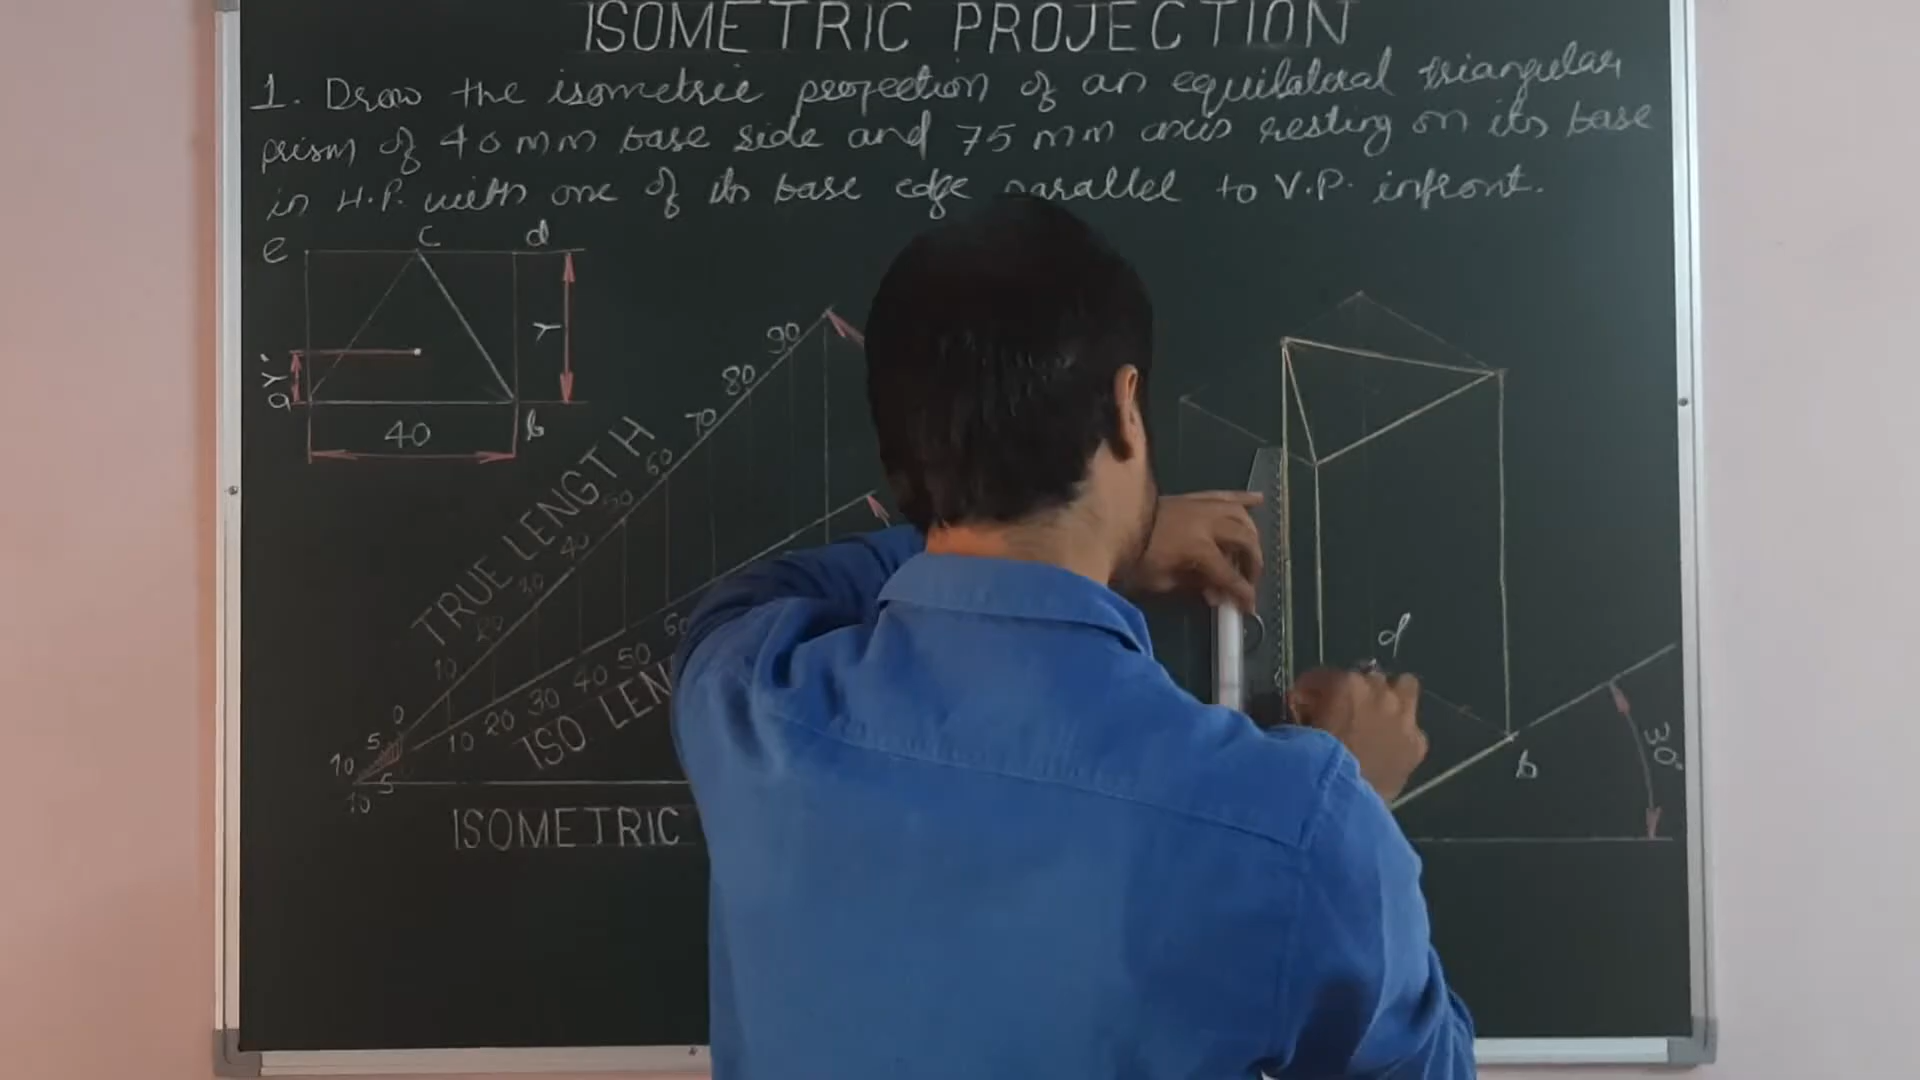 ISOMETRIC PROJECTION
1. Draw the isometric projection of an equilateral triangular
prism of 40 mm base side and 75 mm axis resting on its base
in H.P. with one of its base edge parallel to V.P. infront.
e c d
Y
Y'
a
40
b
TRUE LENGTH
10 5 0 10 20 30 40 50 60 70 80 90
10 5 10 20 30 40 50 60
ISO. LEN
ISOMETRIC
d
b
30°